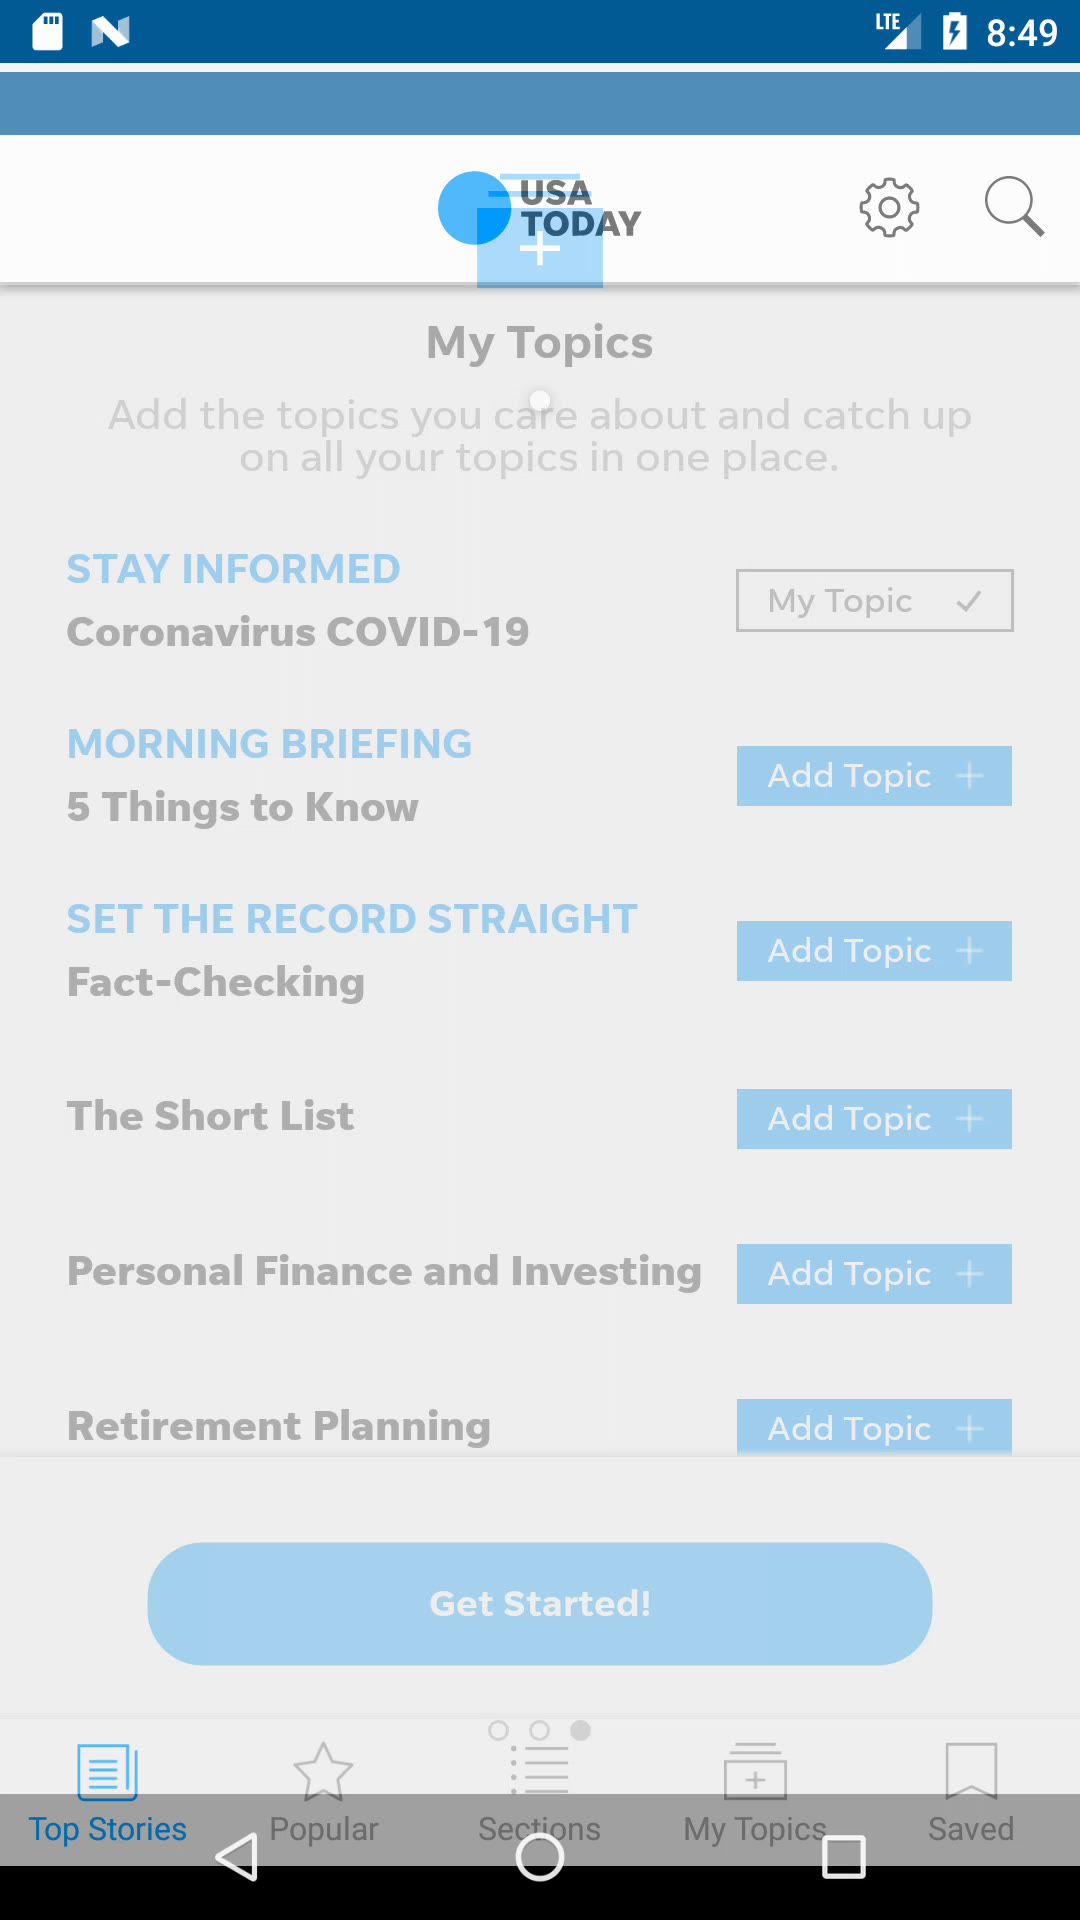 LTE 8:49
USA
TODAY
My Topics
Add the topics you care about and catch up
on all your topics in one place.
STAY INFORMED
Coronavirus COVID-19
My Topic
MORNING BRIEFING
5 Things to Know
Add Topic
SET THE RECORD STRAIGHT
Fact-Checking
Add Topic
The Short List
Add Topic
Personal Finance and Investing
Add Topic
Retirement Planning
Add Topic
Get Started!
Top Stories
Popular
Sections
My Topics
Saved